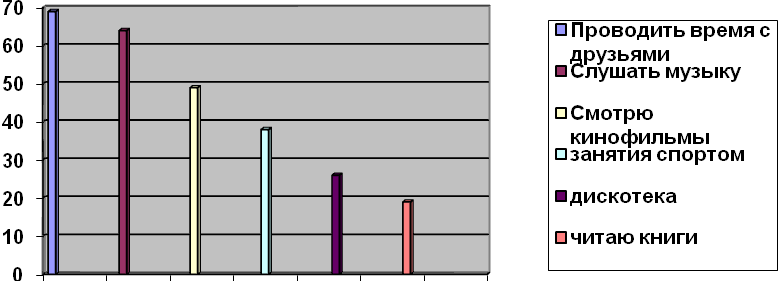 70
60
50
40
30
20
10
0
Проводить время с
друзьями
Слушать музыку
Смотрю
кинофильмы
занятия спортом
дискотека
читаю книги